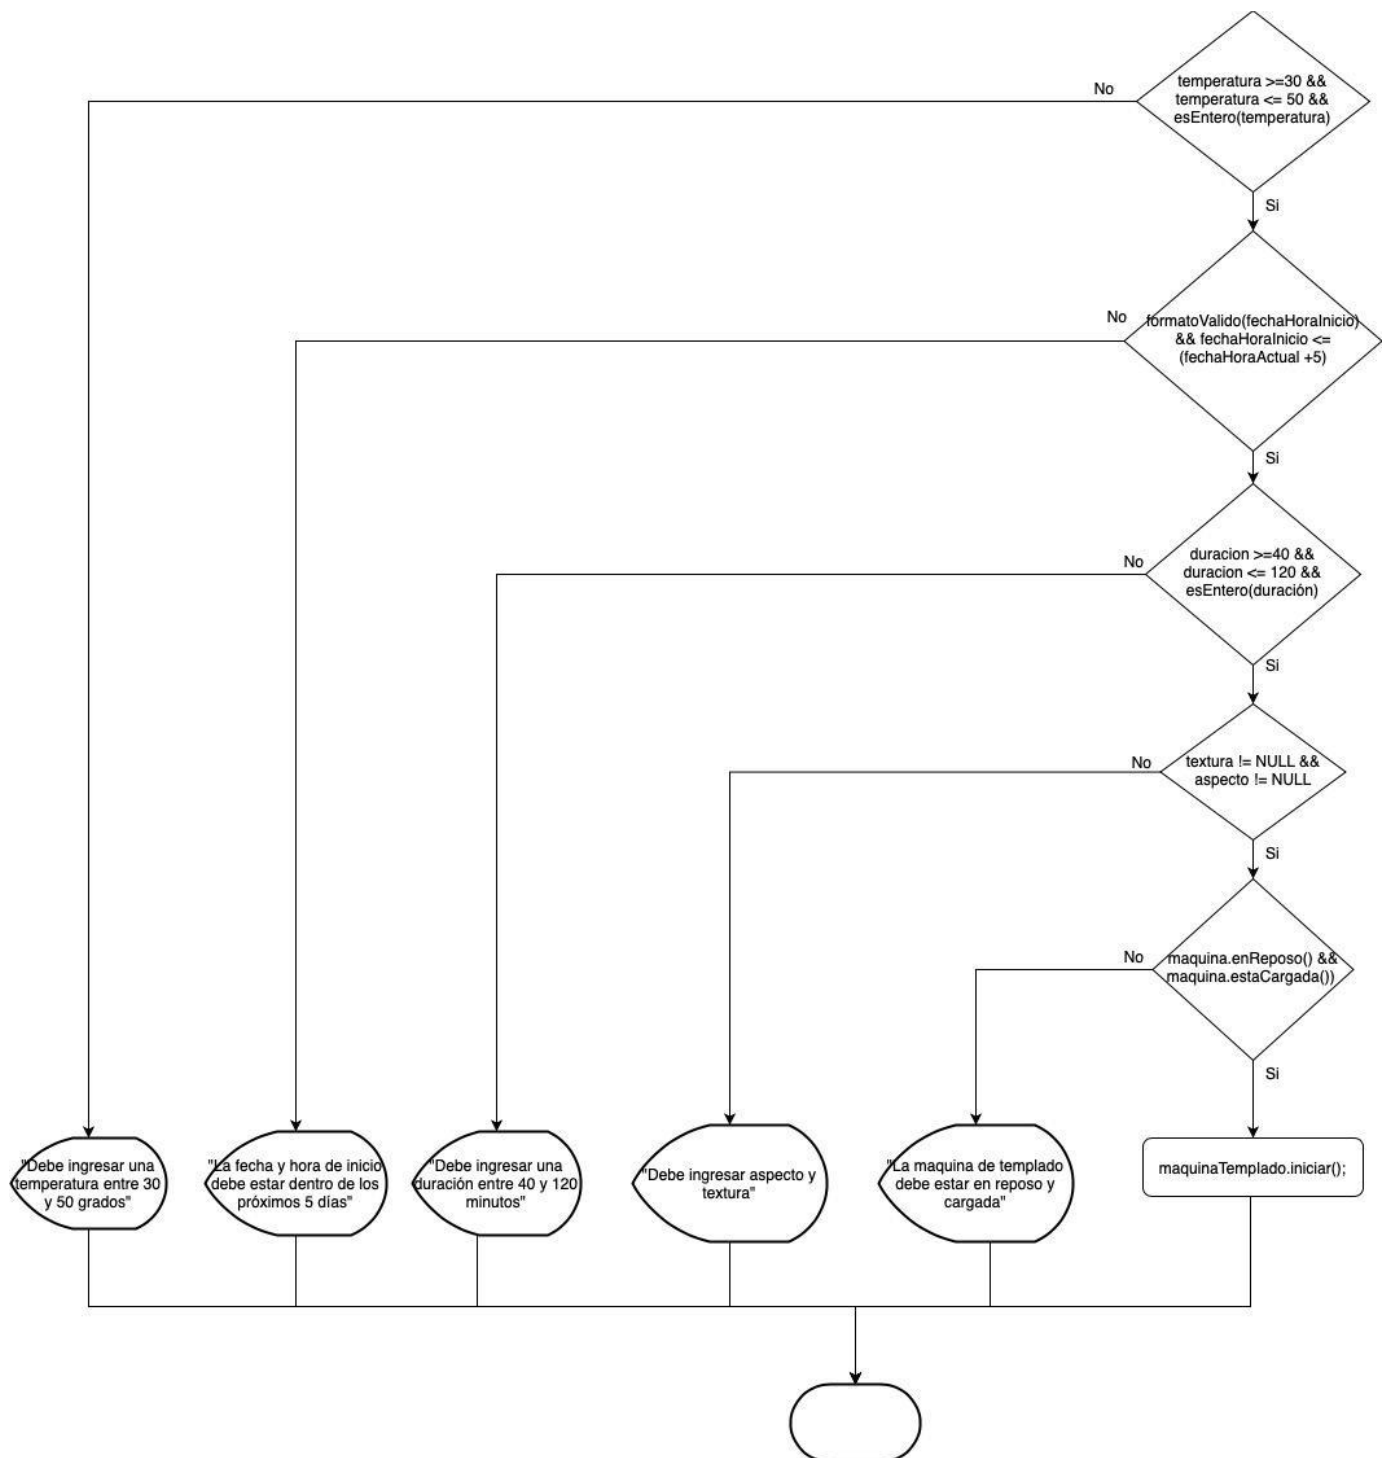 temperatura >=30 &&
temperatura <= 50 &&
esEntero(temperatura)
No
Si
formatoValido(fechaHoraInicio)
&& fechaHoraInicio <=
(fechaHoraActual +5)
No
Si
duracion >=40 &&
duracion <= 120 &&
esEntero(duración)
No
Si
textura != NULL &&
aspecto != NULL
No
Si
maquina.enReposo() &&
maquina.estaCargada())
No
Si
"Debe ingresar una
temperatura entre 30
y 50 grados"
"La fecha y hora de inicio
debe estar dentro de los
próximos 5 días"
"Debe ingresar una
duración entre 40 y 120
minutos"
"Debe ingresar aspecto y
textura"
"La maquina de templado
debe estar en reposo y
cargada"
maquinaTemplado.iniciar();